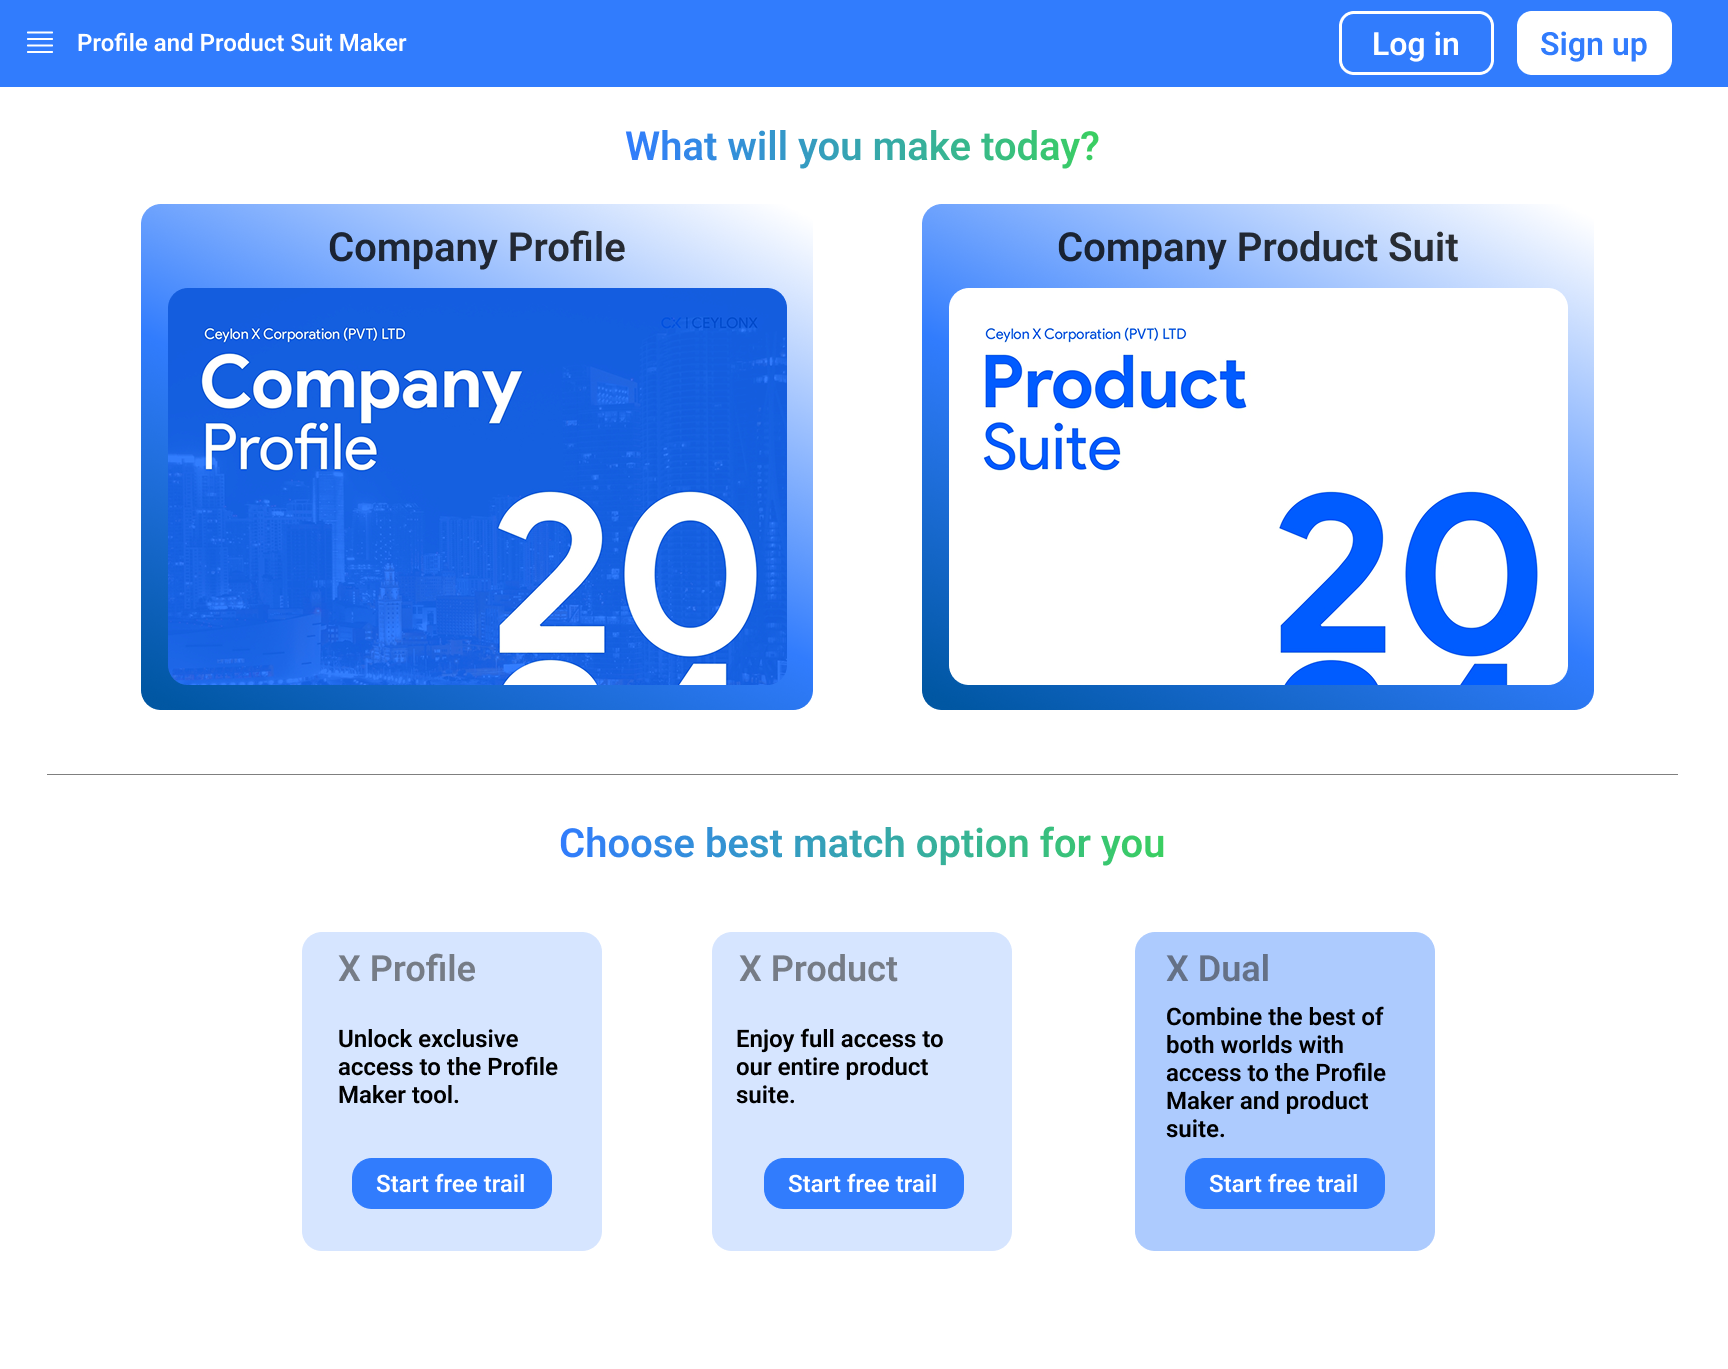 Profile and Product Suit Maker
Log in
Sign up
What will you make today?
Company Profile
Ceylon X Corporation (PVT) LTD
CX | CEYLONX
Company
Profile
20
Company Product Suit
Ceylon X Corporation (PVT) LTD
Product
Suite
20
Choose best match option for you
X Profile
Unlock exclusive
access to the Profile
Maker tool.
Start free trail
X Product
Enjoy full access to
our entire product
suite.
Start free trail
X Dual
Combine the best of
both worlds with
access to the Profile
Maker and product
suite.
Start free trail